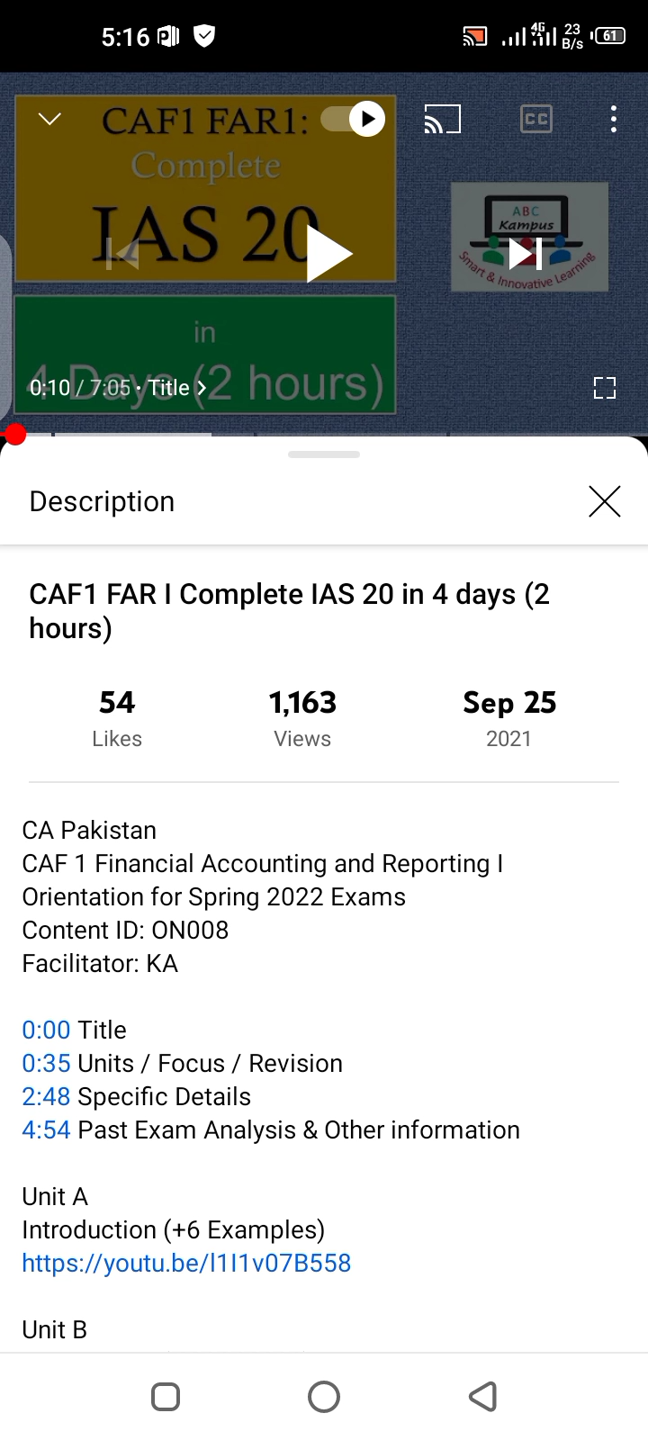 5:16
4G
23
B/s
61
CAF1 FAR1:
Complete
IAS 20
ABC
Kampus
Smart & Innovative Learning
CC
in
4 Days (2 hours)
0:10 / 7:05 • Title >
Description
CAF1 FAR I Complete IAS 20 in 4 days (2
hours)
54
1,163
Sep 25
Likes
Views
2021
CA Pakistan
CAF 1 Financial Accounting and Reporting I
Orientation for Spring 2022 Exams
Content ID: ON008
Facilitator: KA
0:00 Title
0:35 Units / Focus / Revision
2:48 Specific Details
4:54 Past Exam Analysis & Other information
Unit A
Introduction (+6 Examples)
https://youtu.be/l1I1v07B558
Unit B